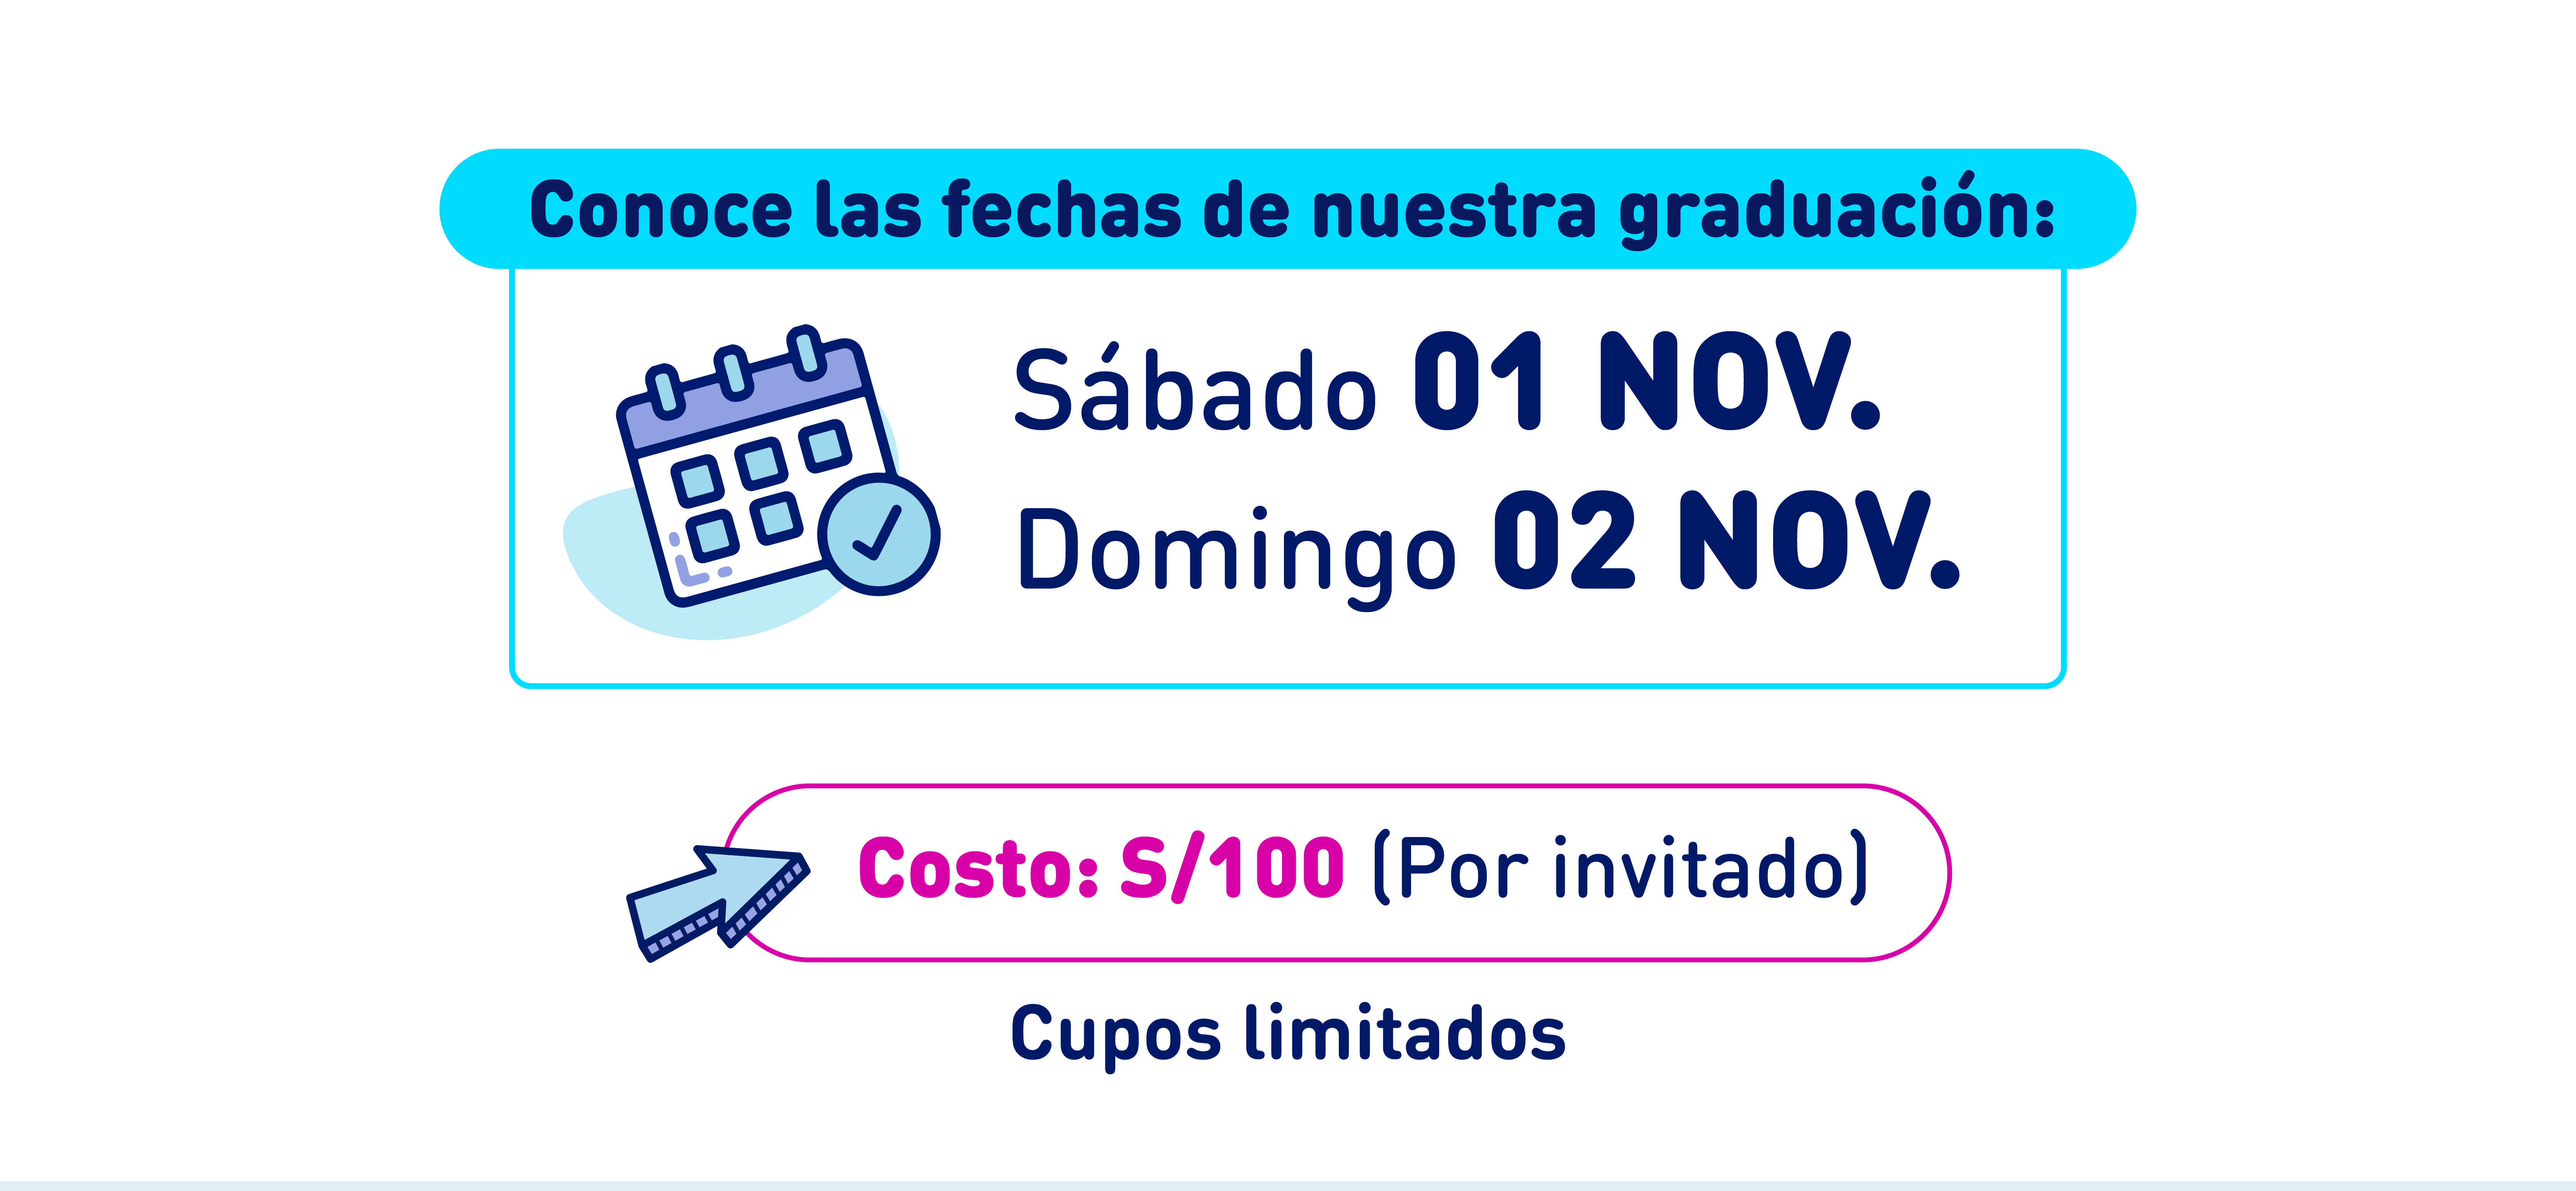 Conoce las fechas de nuestra graduación:
Sábado 01 NOV.
Domingo 02 NOV.
Costo: S/100 (Por invitado)
Cupos limitados